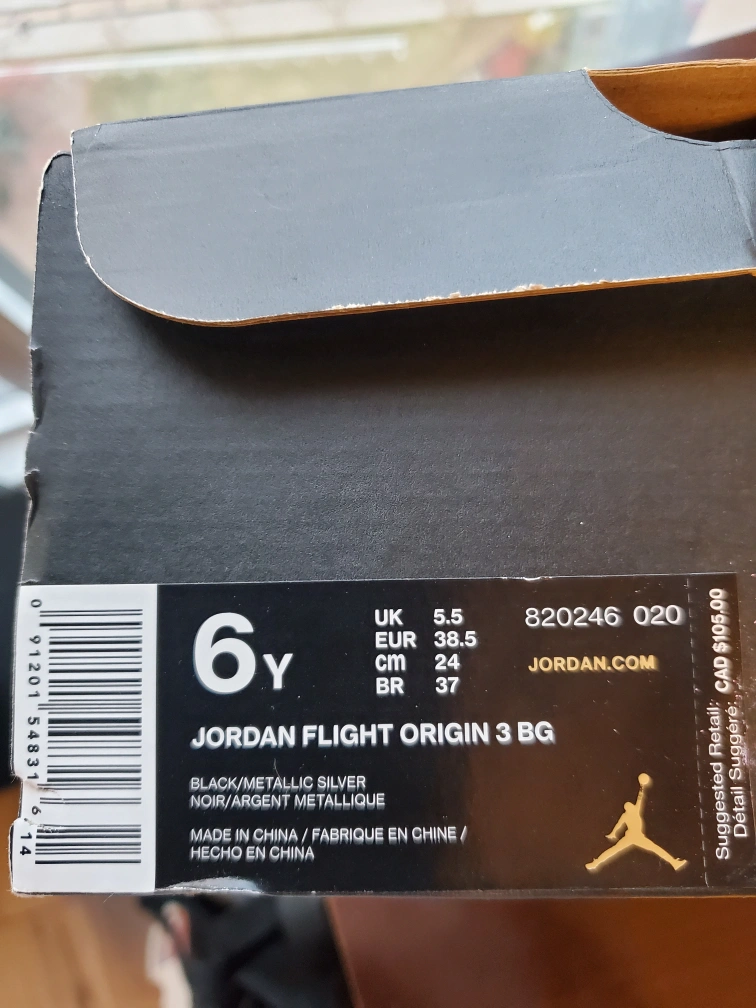 0 91201 54831 6 14
6Y
UK 5.5
EUR 38.5
cm 24
BR 37
820246 020
JORDAN.COM
JORDAN FLIGHT ORIGIN 3 BG
BLACK/METALLIC SILVER
NOIR/ARGENT METALLIQUE
MADE IN CHINA / FABRIQUE EN CHINE /
HECHO EN CHINA
Suggested Retail: CAD $105.00
Détail Suggéré: